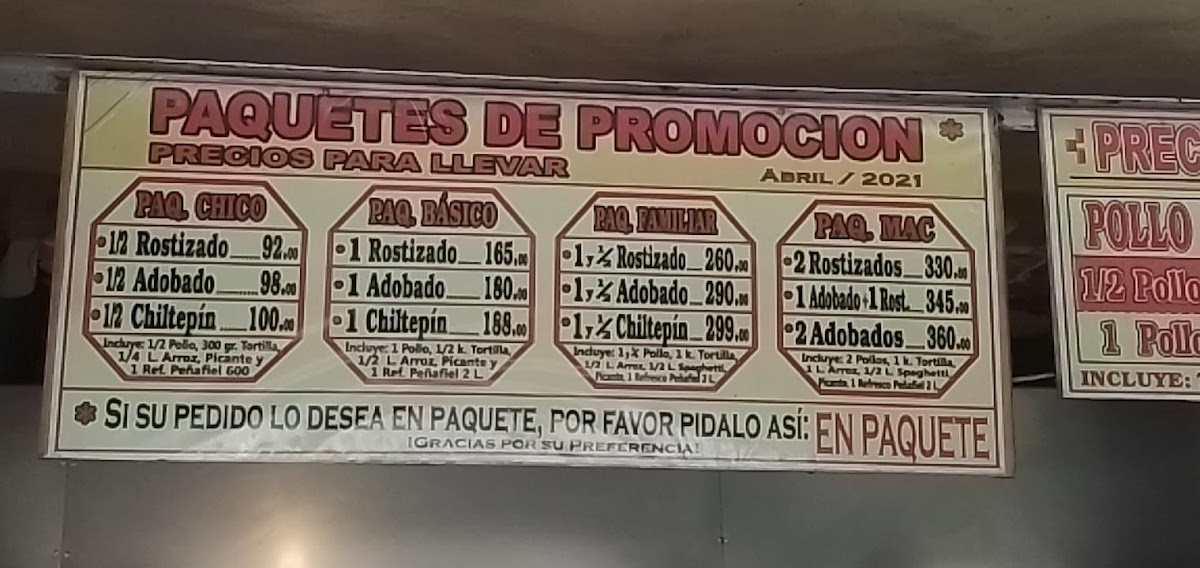 PAQUETES DE PROMOCION *
PRECIOS PARA LLEVAR
ABRIL / 2021
PAQ. CHICO
1/2 Rostizado 92.00
1/2 Adobado 98.00
1/2 Chiltepín 100.00
Incluye: 1/2 Pollo, 300 gr. Tortilla,
1/4 L. Arroz, Picante y
1 Ref. Peñafiel 600
PAQ. BÁSICO
1 Rostizado 165.00
1 Adobado 180.00
1 Chiltepín 188.00
Incluye: 1 Pollo, 1/2 k. Tortilla,
1/2 L. Arroz, Picante y
1 Ref. Peñafiel 2 L.
PAQ. FAMILIAR
1 y ½ Rostizado 260.00
1 y ½ Adobado 290.00
1 y ½ Chiltepín 299.00
Incluye: 1 y ½ Pollo, 1 k. Tortilla,
1/2 L. Arroz, 1/2 L. Spaghetti,
Picante, 1 Refresco Peñafiel 2 L.
PAQ. MAC
2 Rostizados 330.00
1 Adobado+1 Rost. 345.00
2 Adobados 360.00
Incluye: 2 Pollos, 1 k. Tortilla,
1 L. Arroz, 1/2 L. Spaghetti,
Picante, 1 Refresco Peñafiel 2 L.
* SI SU PEDIDO LO DESEA EN PAQUETE, POR FAVOR PIDALO ASÍ: EN PAQUETE
¡GRACIAS POR SU PREFERENCIA!
POLLO
1/2 Pollo
1
INCLUYE: